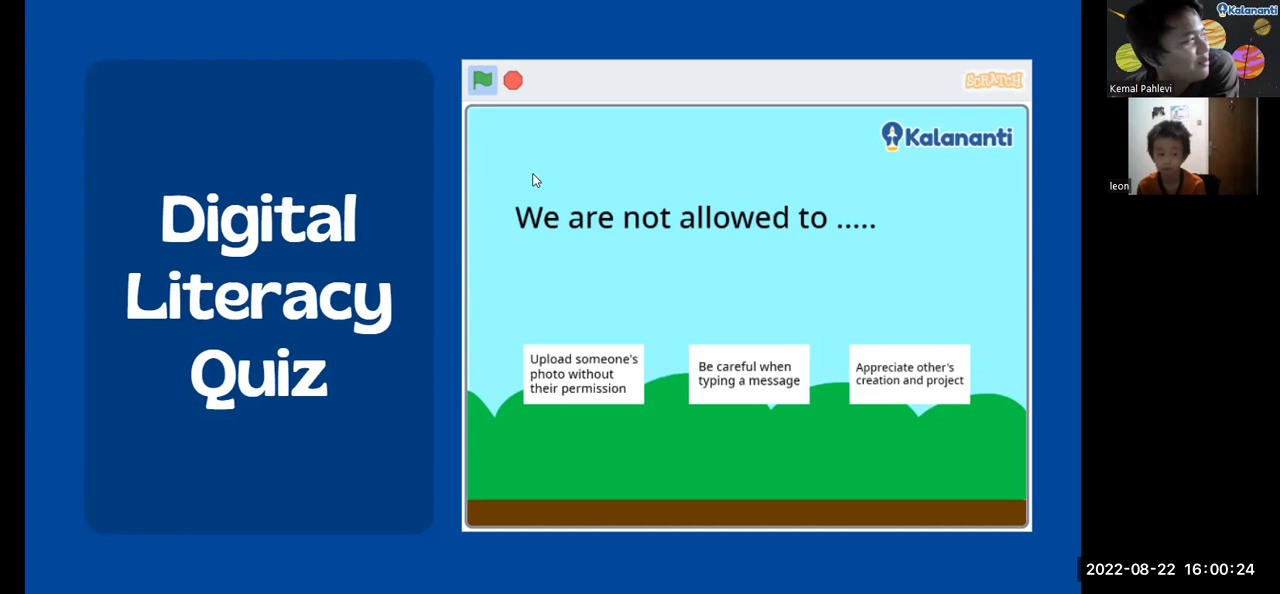 Digital
Literacy
Quiz
SCRATCH
Kalananti
We are not allowed to .....
Upload someone's
photo without
their permission
Be careful when
typing a message
Appreciate other's
creation and project
Kalananti
Kemal Pahlevi
leon
2022-08-22 16:00:24